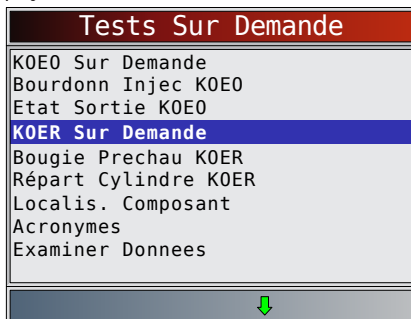 Tests Sur Demande
KOEO Sur Demande
Bourdonn Injec KOEO
Etat Sortie KOEO
KOER Sur Demande
Bougie Prechau KOER
Répart Cylindre KOER
Localis. Composant
Acronymes
Examiner Donnees